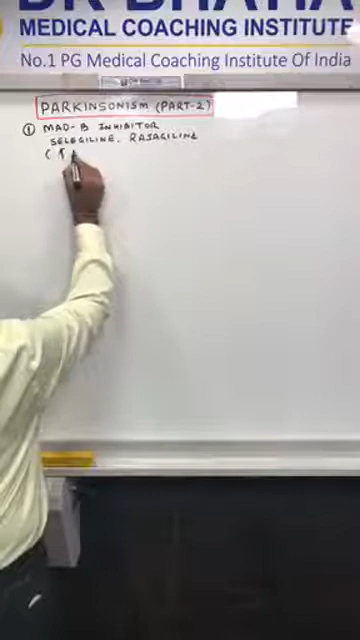 DR BHATIA
MEDICAL COACHING INSTITUTE
No.1 PG Medical Coaching Institute Of India
PARKINSONISM (PART-2)
① MAO-B INHIBITOR
SELEGILINE. RASAGILINE
( ↑